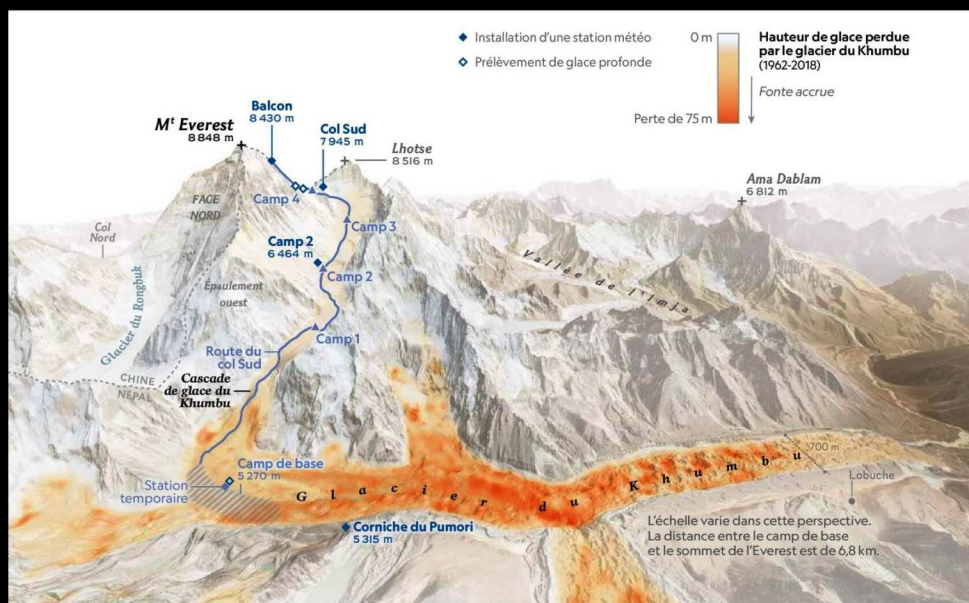 Installation d'une station météo
Prélèvement de glace profonde
0 m
Perte de 75 m
Hauteur de glace perdue
par le glacier du Khumbu
(1962-2018)
Fonte accrue
Balcon
8 430 m
Mt Everest
8 848 m
Col Sud
7 945 m
Lhotse
8 516 m
Ama Dablam
6 812 m
Camp 4
FACE
NORD
Camp 3
Col
Nord
Camp 2
6 464 m
Camp 2
Vallée de l'Imja
Épaulement
ouest
Glacier du Rongbuk
Camp 1
Route du
col Sud
CHINE
NÉPAL
Cascade
de glace du
Khumbu
700 m
Camp de base
5 270 m
Lobuche
Station
temporaire
Glacier du Khumbu
Corniche du Pumori
5 315 m
L'échelle varie dans cette perspective.
La distance entre le camp de base
et le sommet de l'Everest est de 6,8 km.